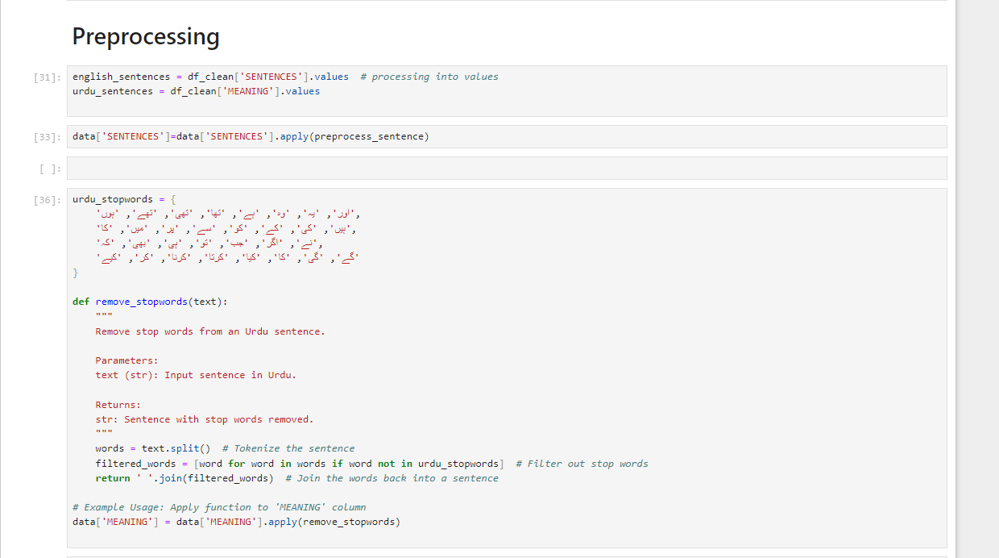 Preprocessing
[31]: english_sentences = df_clean['SENTENCES'].values  # processing into values
urdu_sentences = df_clean['MEANING'].values
[33]: data['SENTENCES']=data['SENTENCES'].apply(preprocess_sentence)
[ ]:
[36]: urdu_stopwords = {
'اور', 'یہ', 'وہ', 'ہے', 'تھا', 'تھی', 'تھے', 'ہوں',
'ہیں', 'کی', 'کے', 'کو', 'سے', 'پر', 'میں', 'کا',
'نے', 'اگر', 'جب', 'تو', 'ہی', 'بھی', 'کہ',
'گے', 'گی', 'کا', 'کیا', 'کرتا', 'کرنا', 'کر', 'کیے'
}
def remove_stopwords(text):
"""
Remove stop words from an Urdu sentence.
Parameters:
text (str): Input sentence in Urdu.
Returns:
str: Sentence with stop words removed.
"""
words = text.split()  # Tokenize the sentence
filtered_words = [word for word in words if word not in urdu_stopwords]  # Filter out stop words
return ' '.join(filtered_words)  # Join the words back into a sentence
# Example Usage: Apply function to 'MEANING' column
data['MEANING'] = data['MEANING'].apply(remove_stopwords)